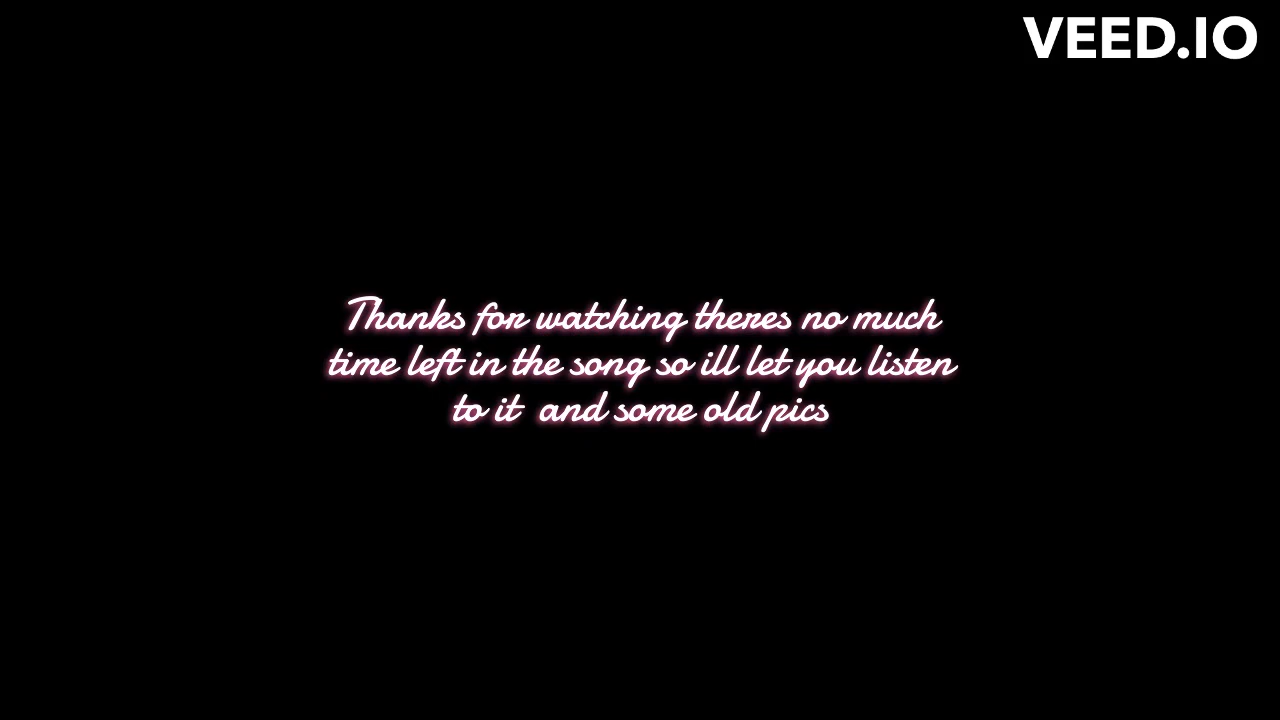 VEED.IO
Thanks for watching theres no much
time left in the song so ill let you listen
to it and some old pics